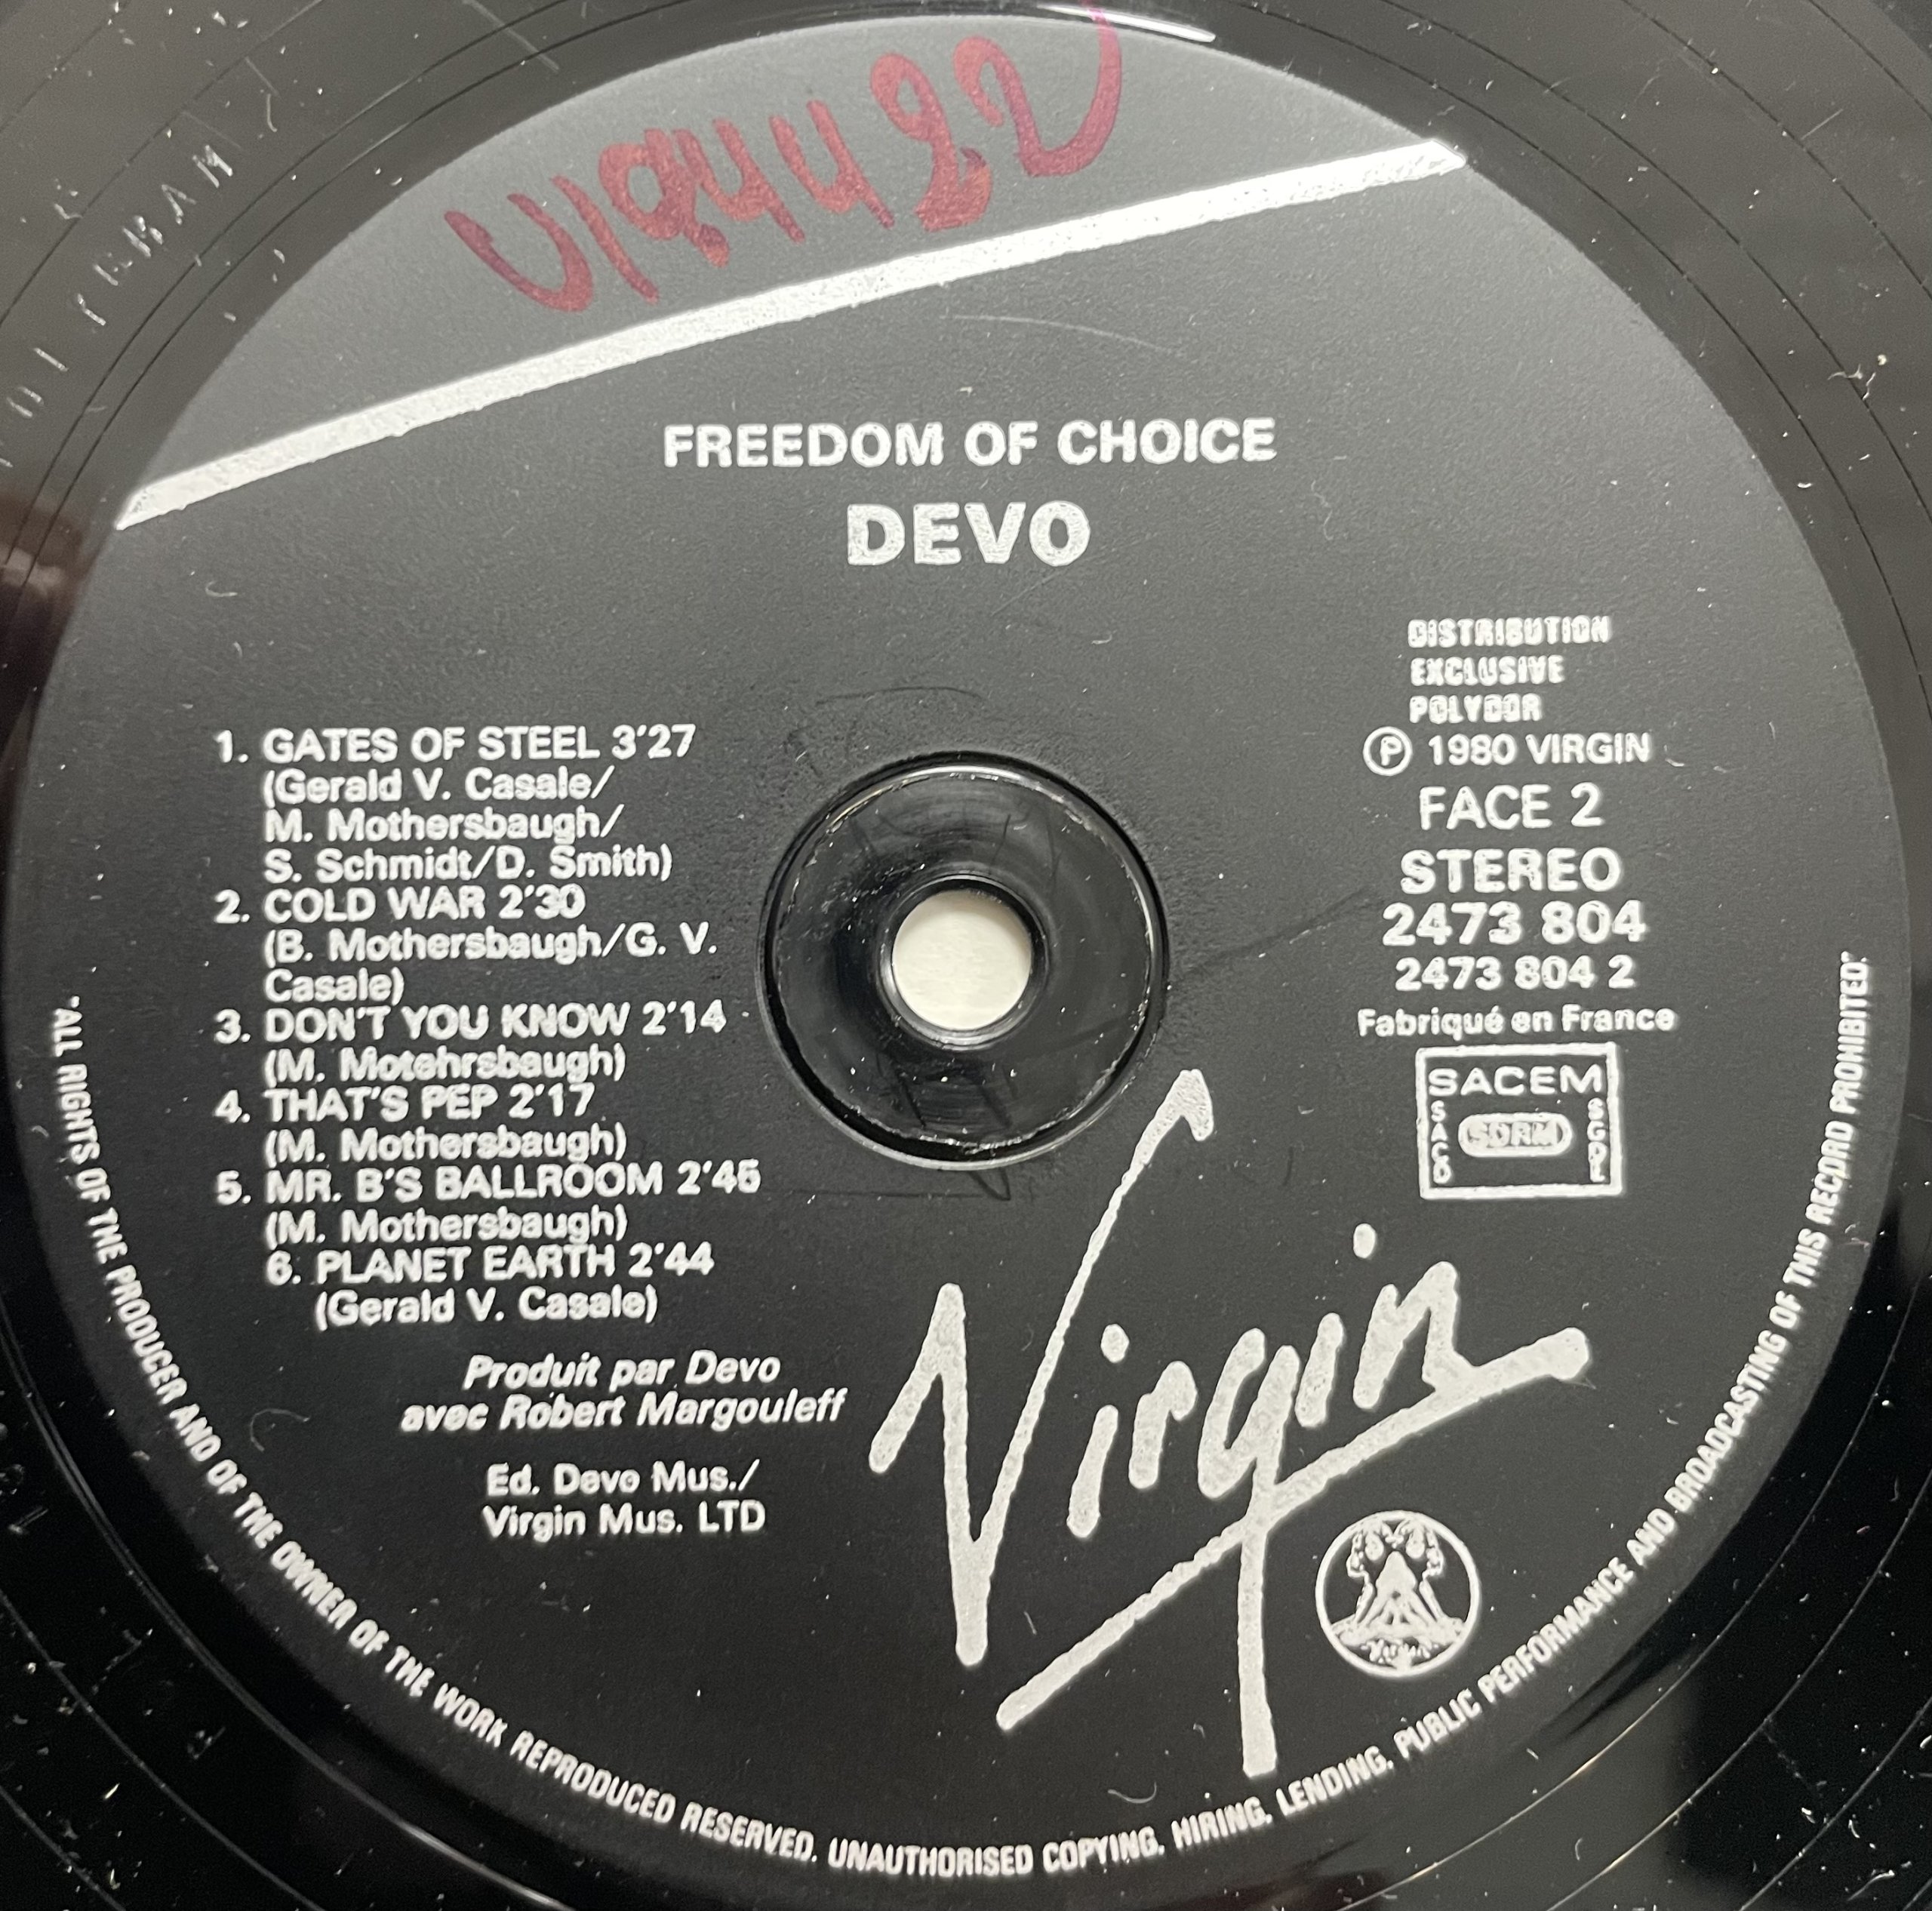 FREEDOM OF CHOICE
DEVO
1. GATES OF STEEL 3'27
(Gerald V. Casale/
M. Mothersbaugh/
S. Schmidt/D. Smith)
2. COLD WAR 2'30
(B. Mothersbaugh/G. V.
Casale)
3. DON'T YOU KNOW 2'14
(M. Motehrsbaugh)
4. THAT'S PEP 2'17
(M. Mothersbaugh)
5. MR. B'S BALLROOM 2'45
(M. Mothersbaugh)
6. PLANET EARTH 2'44
(Gerald V. Casale)
Produit par Devo
avec Robert Margouleff
Ed. Devo Mus./
Virgin Mus. LTD
DISTRIBUTION
EXCLUSIVE
POLYDOR
Ⓟ 1980 VIRGIN
FACE 2
STEREO
2473 804
2473 804 2
Fabriqué en France
SACEM
SACD
SDRM
SGDL
Virgin
"ALL RIGHTS OF THE PRODUCER AND OF THE OWNER OF THE WORK REPRODUCED RESERVED. UNAUTHORISED COPYING, HIRING, LENDING, PUBLIC PERFORMANCE AND BROADCASTING OF THIS RECORD PROHIBITED."